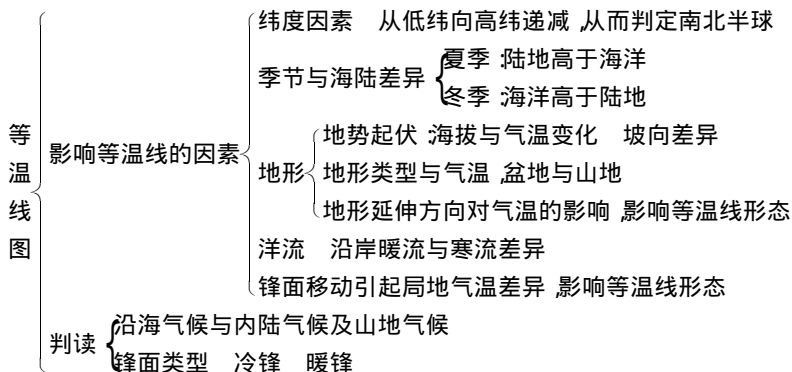 等温线图
影响等温线的因素
纬度因素 从低纬向高纬递减,从而判定南北半球
季节与海陆差异
夏季:陆地高于海洋
冬季:海洋高于陆地
地形
地势起伏:海拔与气温变化 坡向差异
地形类型与气温,盆地与山地
地形延伸方向对气温的影响,影响等温线形态
洋流 沿岸暖流与寒流差异
锋面移动引起局地气温差异,影响等温线形态
判读
沿海气候与内陆气候及山地气候
锋面类型 冷锋 暖锋